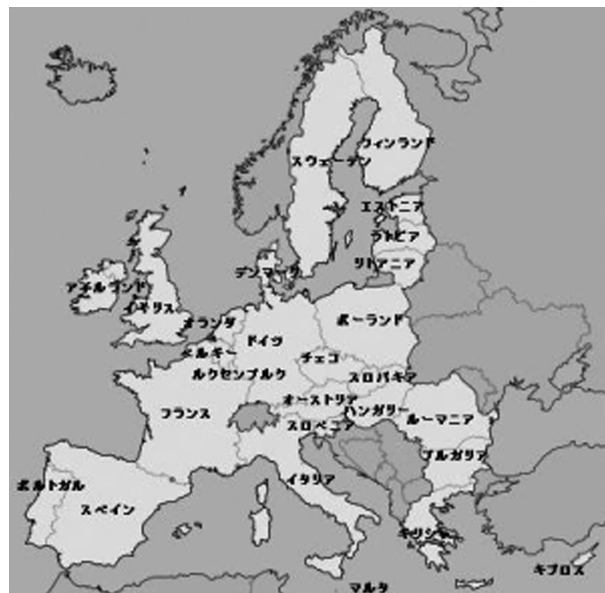 フィンランド
スウェーデン
エストニア
ラトビア
リトアニア
デンマーク
アイルランド
イギリス
オランダ
ポーランド
ドイツ
ベルギー
チェコ
ルクセンブルク
スロバキア
オーストリア
フランス
ハンガリー
ルーマニア
スロベニア
ブルガリア
イタリア
ポルトガル
スペイン
ギリシャ
キプロス
マルタ